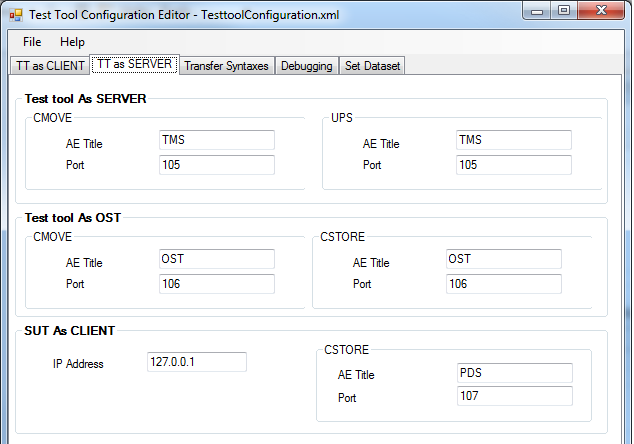 Test Tool Configuration Editor - TesttoolConfiguration.xml
File Help
TT as CLIENT TT as SERVER Transfer Syntaxes Debugging Set Dataset
Test tool As SERVER
CMOVE UPS
AE Title TMS AE Title TMS
Port 105 Port 105
Test tool As OST
CMOVE CSTORE
AE Title OST AE Title OST
Port 106 Port 106
SUT As CLIENT
CSTORE
IP Address 127.0.0.1
AE Title PDS
Port 107